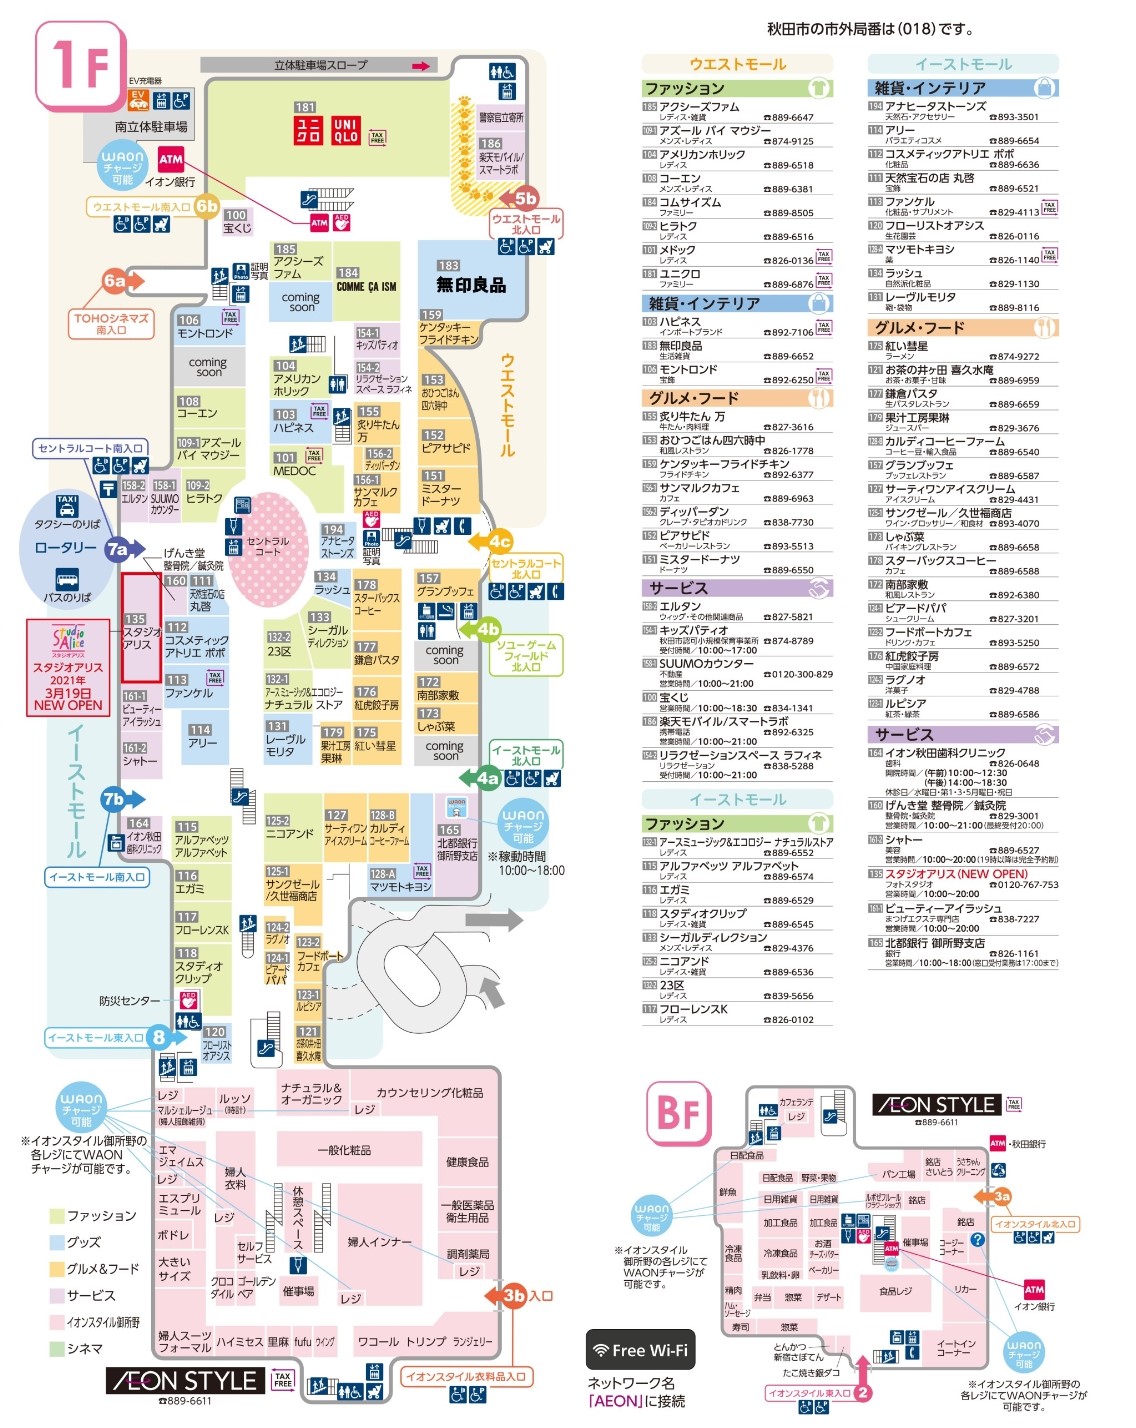 秋田市の市外局番は(018)です。
1F
立体駐車場スロープ
EV充電器
EV
南立体駐車場
WAON
チャージ
可能
ATM
イオン銀行
ウエストモール南入口
6b
100
宝くじ
181
ユニクロ
UNI
QLO
TAX
FREE
警察官立寄所
186
楽天モバイル/
スマートラボ
5b
ウエストモール
北入口
ATM
AED
6a
TOHOシネマズ
南入口
証明
写真
185
アクシーズ
ファム
coming
soon
184
COMME ÇA ISM
183
無印良品
159
ケンタッキー
フライドチキン
106
モントロンド
TAX
FREE
coming
soon
154-1
キッズパティオ
154-2
リラクゼーション
スペース ラフィネ
104
アメリカン
ホリック
103
ハピネス
TAX
FREE
101
MEDOC
TAX
FREE
108
コーエン
109-1
アズール
バイ マウジー
109-2
ヒラトク
158-2
エルタン
158-1
SUUMO
カウンター
155
炙り牛たん
万
156-2
ディッパーダン
156-1
サンマルク
カフェ
153
おひつごはん
四六時中
152
ピアサピド
151
ミスター
ドーナツ
ウエストモール
セントラルコート南入口
TAXI
タクシーのりば
ロータリー
7a
バスのりば
げんき堂
整骨院/鍼灸院
セントラル
コート
194
アナヒータ
ストーンズ
AED
証明
写真
4c
セントラルコート
北入口
160
111
天然宝石の店
丸啓
135
スタジオ
アリス
Studio
Alice
スタジオアリス
スタジオアリス
2021年
3月19日
NEW OPEN
112
コスメティック
アトリエ ポポ
113
ファンケル
TAX
FREE
114
アリー
161-1
ビューティー
アイラッシュ
161-2
シャトー
134
ラッシュ
133
シーガル
ディレクション
132-2
23区
132-1
アースミュージック&エコロジー
ナチュラル ストア
131
レーヴル
モリタ
178
スターバックス
コーヒー
177
鎌倉パスタ
176
紅虎餃子房
179
果汁工房
果琳
175
紅い彗星
157
グランブッフェ
coming
soon
4b
ソユーゲーム
フィールド
北入口
172
南部家敷
173
しゃぶ菜
coming
soon
イーストモール
北入口
4a
イーストモール
7b
イーストモール南入口
164
イオン秋田
歯科クリニック
115
アルファベッツ
アルファベット
116
エガミ
117
フローレンスK
118
スタディオ
クリップ
125-2
ニコアンド
125-1
サンクゼール
/久世福商店
124-2
ラグノオ
124-1
ビアード
パパ
123-2
フードポート
カフェ
123-1
ルピシア
121
お茶の井ヶ田
喜久水庵
127
サーティワン
アイスクリーム
128-B
カルディ
コーヒーファーム
128-A
マツモトキヨシ
TAX
FREE
165
北都銀行
御所野支店
WAON
チャージ
可能
※稼動時間
10:00~18:00
防災センター
AED
イーストモール東入口
8
120
フローリスト
オアシス
WAON
チャージ
可能
※イオンスタイル御所野の
各レジにてWAON
チャージが可能です。
レジ
マルシェルージュ
(婦人服飾雑貨)
ルッソ
(時計)
ナチュラル&
オーガニック
レジ
カウンセリング化粧品
エマ
ジェイムス
レジ
エスプリ
ミュール
ボドレ
大きい
サイズ
婦人
衣料
レジ
セルフ
サービス
クロコ
ダイル
ゴールデン
ベア
一般化粧品
休憩スペース
催事場
婦人インナー
レジ
健康食品
一般医薬品
衛生用品
調剤薬局
レジ
3b
入口
婦人スーツ
フォーマル
ハイミセス
里麻
fufu
ウイング
ワコール
トリンプ
ランジェリー
イオンスタイル衣料品入口
ÆON STYLE
TAX
FREE
☎889-6611
ファッション
グッズ
グルメ&フード
サービス
イオンスタイル御所野
シネマ
ウエストモール
ファッション
185 アクシーズファム
レディス・雑貨 ☎889-6647
109-1 アズール バイ マウジー
メンズ・レディス ☎874-9125
104 アメリカンホリック
レディス ☎889-6518
108 コーエン
メンズ・レディス ☎889-6381
184 コムサイズム
ファミリー ☎889-8505
109-2 ヒラトク
レディス ☎889-6516
101 メドック
レディス ☎826-0136 TAX FREE
181 ユニクロ
ファミリー ☎889-6876 TAX FREE
雑貨・インテリア
103 ハピネス
インポートブランド ☎892-7106 TAX FREE
183 無印良品
生活雑貨 ☎889-6652
106 モントロンド
宝飾 ☎892-6250 TAX FREE
グルメ・フード
155 炙り牛たん 万
牛たん・肉料理 ☎827-3616
153 おひつごはん四六時中
和風レストラン ☎826-1778
159 ケンタッキーフライドチキン
フライドチキン ☎892-6377
156-1 サンマルクカフェ
カフェ ☎889-6963
156-2 ディッパーダン
クレープ・タピオカドリンク ☎838-7730
152 ピアサピド
ベーカリーレストラン ☎893-5513
151 ミスタードーナツ
ドーナツ ☎889-6550
サービス
158-2 エルタン
ウィッグ・その他関連商品 ☎827-5821
154-1 キッズパティオ
秋田市認可小規模保育事業所 ☎874-8789
受付時間/10:00~17:00
158-1 SUUMOカウンター
不動産 ☎0120-300-829
営業時間/10:00~21:00
100 宝くじ
営業時間/10:00~18:30 ☎834-1341
186 楽天モバイル/スマートラボ
携帯電話 ☎892-6325
営業時間/10:00~21:00
154-2 リラクゼーションスペース ラフィネ
リラクゼーション ☎838-5288
受付時間/10:00~21:00
イーストモール
ファッション
132-1 アースミュージック&エコロジー ナチュラルストア
レディス ☎889-6552
115 アルファベッツ アルファベット
レディス ☎889-6574
116 エガミ
レディス ☎889-6529
118 スタディオクリップ
レディス・雑貨 ☎889-6545
133 シーガルディレクション
メンズ・レディス ☎829-4376
125-2 ニコアンド
レディス・雑貨 ☎889-6536
132-2 23区
レディス ☎839-5656
117 フローレンスK
レディス ☎826-0102
イーストモール
雑貨・インテリア
194 アナヒータストーンズ
天然石・アクセサリー ☎893-3501
114 アリー
バラエティコスメ ☎889-6654
112 コスメティックアトリエ ポポ
化粧品 ☎889-6636
111 天然宝石の店 丸啓
宝飾 ☎889-6521
113 ファンケル
化粧品・サプリメント ☎829-4113 TAX FREE
120 フローリストオアシス
生花園芸 ☎826-0116
128-A マツモトキヨシ
薬 ☎826-1140 TAX FREE
134 ラッシュ
自然派化粧品 ☎829-1130
131 レーヴルモリタ
鞄・袋物 ☎889-8116
グルメ・フード
175 紅い彗星
ラーメン ☎874-9272
121 お茶の井ヶ田 喜久水庵
お茶・お菓子・甘味 ☎889-6959
177 鎌倉パスタ
生パスタレストラン ☎889-6659
179 果汁工房果琳
ジュースバー ☎829-3676
128-B カルディコーヒーファーム
コーヒー豆・輸入食品 ☎889-6540
157 グランブッフェ
ブッフェレストラン ☎889-6587
127 サーティワンアイスクリーム
アイスクリーム ☎829-4431
125-1 サンクゼール/久世福商店
ワイン・グロッサリー/和食材 ☎893-4070
173 しゃぶ菜
バイキングレストラン ☎889-6658
178 スターバックスコーヒー
カフェ ☎889-6588
172 南部家敷
和風レストラン ☎892-6380
124-1 ビアードパパ
シュークリーム ☎827-3201
123-2 フードポートカフェ
ドリンク・カフェ ☎893-5250
176 紅虎餃子房
中国家庭料理 ☎889-6572
124-2 ラグノオ
洋菓子 ☎829-4788
123-1 ルピシア
紅茶・緑茶 ☎889-6586
サービス
164 イオン秋田歯科クリニック
歯科 ☎826-0648
開院時間/(午前)10:00~12:30
(午後)14:00~18:30
休診日/水曜日・第1・3・5月曜日・祝日
160 げんき堂 整骨院/鍼灸院
整骨院・鍼灸院 ☎829-3001
営業時間/10:00~21:00(最終受付20:00)
161-2 シャトー
美容 ☎889-6527
営業時間/10:00~20:00(19時以降は完全予約制)
135 スタジオアリス(NEW OPEN)
フォトスタジオ ☎0120-767-753
営業時間/10:00~20:00
161-1 ビューティーアイラッシュ
まつげエクステ専門店 ☎838-7227
営業時間/10:00~20:00
165 北都銀行 御所野支店
銀行 ☎826-1161
営業時間/10:00~18:00(窓口受付業務は17:00まで)
BF
ÆON STYLE
TAX
FREE
☎889-6611
カフェランテ
レジ
日配食品
鮮魚
日配食品
野菜・果物
日用雑貨
日用雑貨
加工食品
加工食品
冷凍
食品
冷凍食品
お酒
チーズ・バター
ベーカリー
乳飲料・卵
精肉
ハム・
ソーセージ
弁当
惣菜
デザート
寿司
惣菜
パン工場
銘店
さいとう
うさちゃん
クリーニング
ルポゼフルール
(フラワーショップ)
銘店
催事場
銘店
コージー
コーナー
?
リカー
食品レジ
イートイン
コーナー
ATM
ATM・秋田銀行
3a
イオンスタイル北入口
ATM
イオン銀行
WAON
チャージ
可能
※イオンスタイル
御所野の各レジにて
WAONチャージが
可能です。
WAON
チャージ
可能
※イオンスタイル御所野の
各レジにてWAONチャージが
可能です。
とんかつ
新宿さぼてん
たこ焼き銀ダコ
イオンスタイル東入口
2
Free Wi-Fi
ネットワーク名
「AEON」に接続